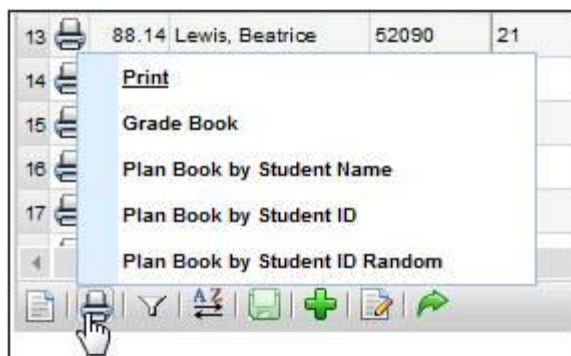 13 88.14 Lewis, Beatrice 52090 21
14 Print
15 Grade Book
16 Plan Book by Student Name
17 Plan Book by Student ID
Plan Book by Student ID Random
A Z